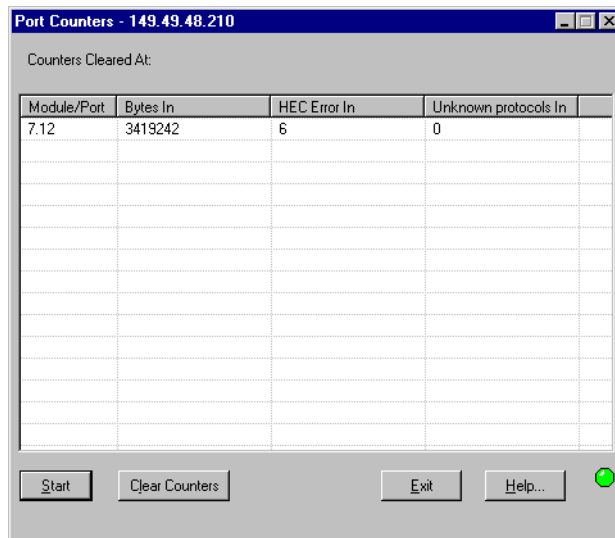 Port Counters - 149.49.48.210
Counters Cleared At:
Module/Port Bytes In HEC Error In Unknown protocols In
7.12 3419242 6 0
Start Clear Counters Exit Help...